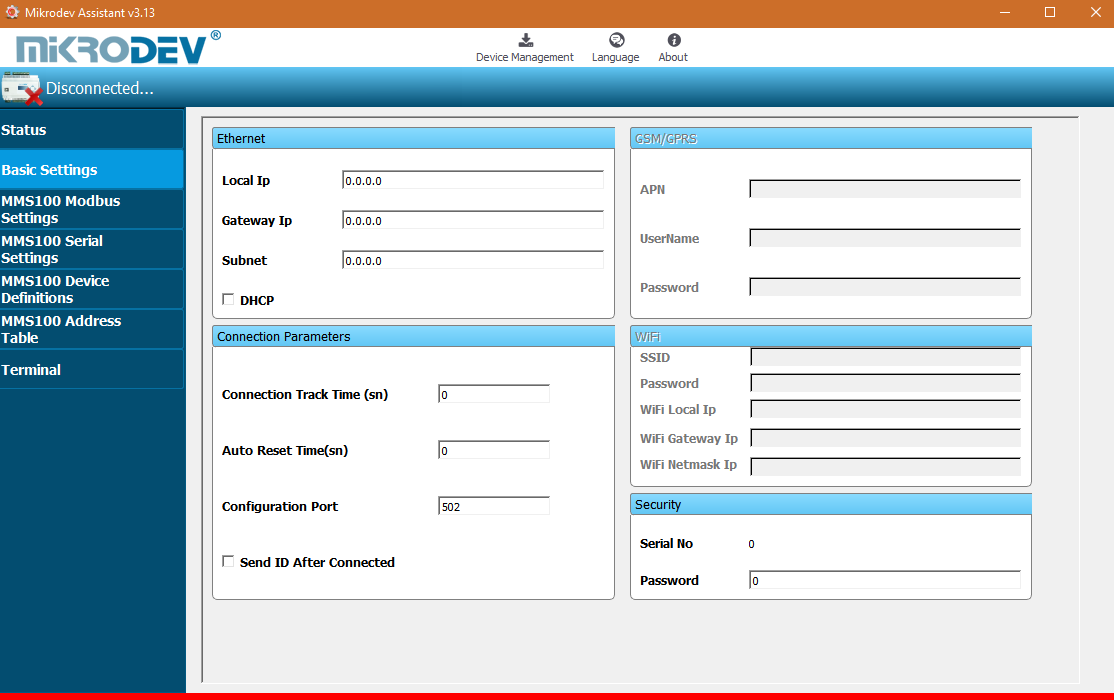 Mikrodev Assistant v3.13
MiKRODEV®
Device Management
Language
About
Disconnected...
Status
Basic Settings
MMS100 Modbus
Settings
MMS100 Serial
Settings
MMS100 Device
Definitions
MMS100 Address
Table
Terminal
Ethernet
Local Ip 0.0.0.0
Gateway Ip 0.0.0.0
Subnet 0.0.0.0
DHCP
Connection Parameters
Connection Track Time (sn) 0
Auto Reset Time(sn) 0
Configuration Port 502
Send ID After Connected
GSM/GPRS
APN
UserName
Password
WiFi
SSID
Password
WiFi Local Ip
WiFi Gateway Ip
WiFi Netmask Ip
Security
Serial No 0
Password 0